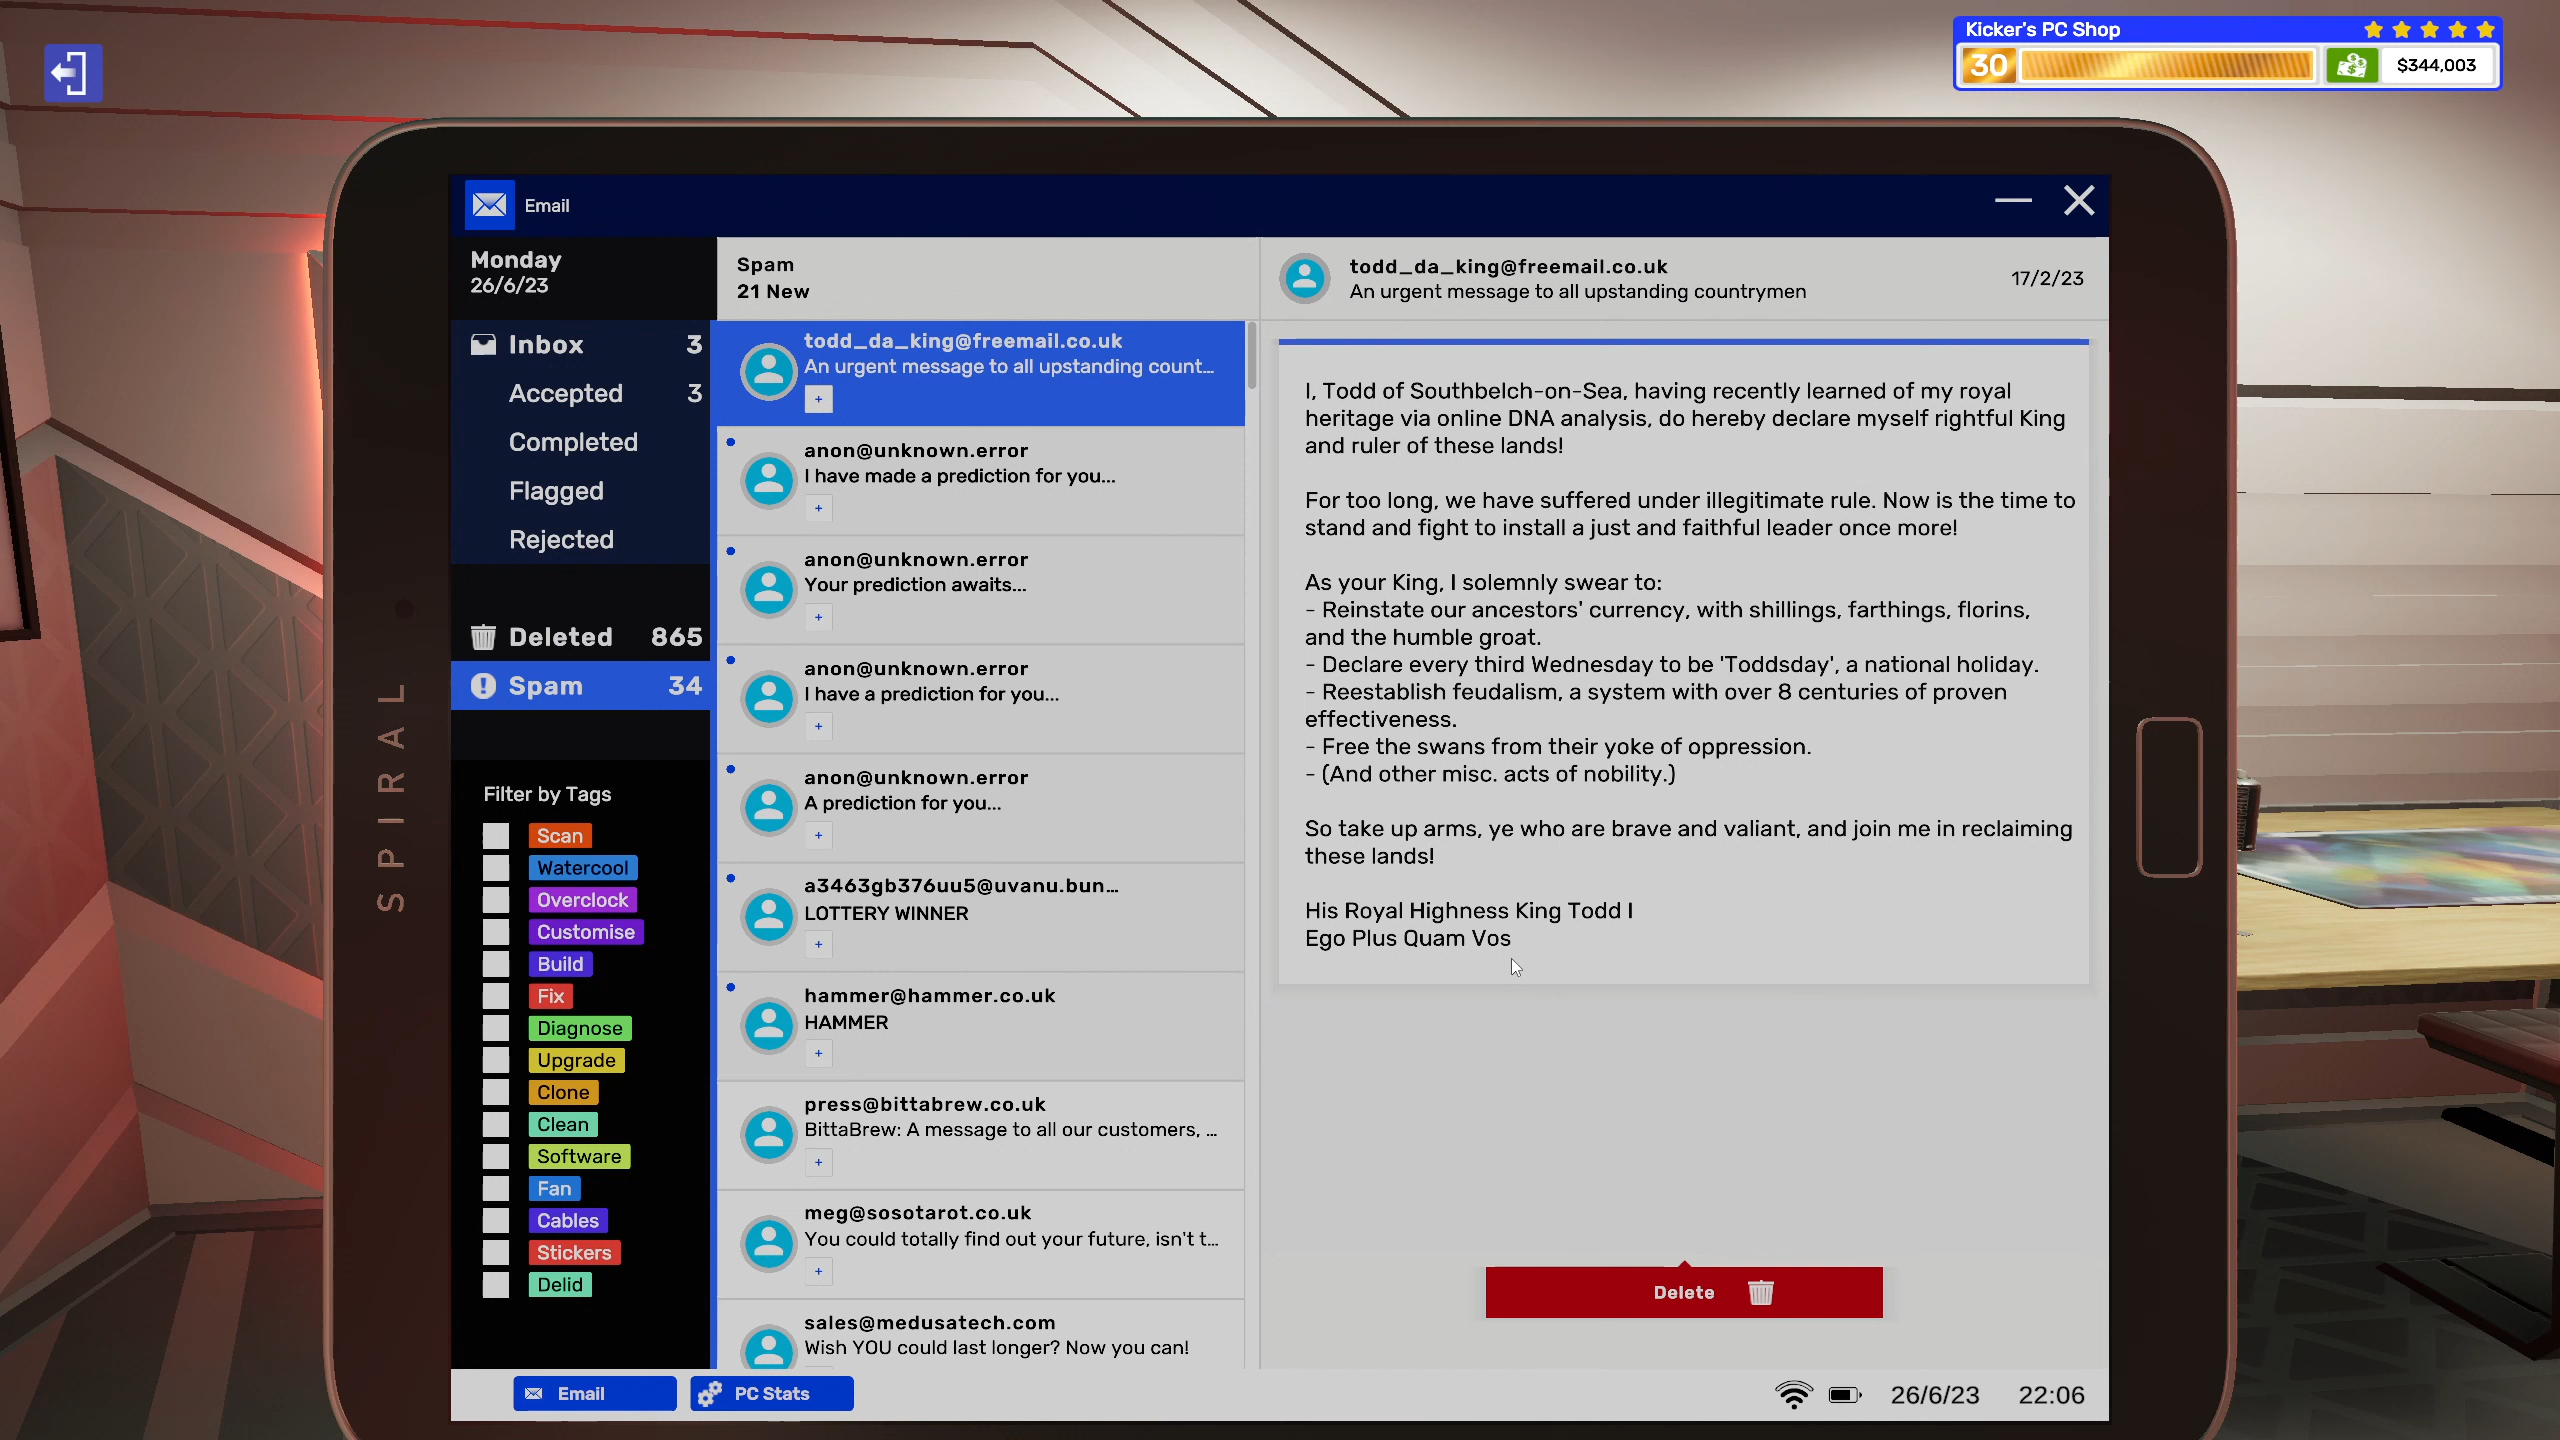 Kicker's PC Shop
30
$344,003
Email
Monday
26/6/23
Inbox 3
Accepted 3
Completed
Flagged
Rejected
Deleted 865
Spam 34
Filter by Tags
Scan
Watercool
Overclock
Customise
Build
Fix
Diagnose
Upgrade
Clone
Clean
Software
Fan
Cables
Stickers
Delid
SPIRAL
Spam
21 New
todd_da_king@freemail.co.uk
An urgent message to all upstanding count...
+
anon@unknown.error
I have made a prediction for you...
+
anon@unknown.error
Your prediction awaits...
+
anon@unknown.error
I have a prediction for you...
+
anon@unknown.error
A prediction for you...
+
a3463gb376uu5@uvanu.bun...
LOTTERY WINNER
+
hammer@hammer.co.uk
HAMMER
+
press@bittabrew.co.uk
BittaBrew: A message to all our customers, ...
+
meg@sosotarot.co.uk
You could totally find out your future, isn't t...
+
sales@medusatech.com
Wish YOU could last longer? Now you can!
todd_da_king@freemail.co.uk
An urgent message to all upstanding countrymen
17/2/23
I, Todd of Southbelch-on-Sea, having recently learned of my royal
heritage via online DNA analysis, do hereby declare myself rightful King
and ruler of these lands!
For too long, we have suffered under illegitimate rule. Now is the time to
stand and fight to install a just and faithful leader once more!
As your King, I solemnly swear to:
- Reinstate our ancestors' currency, with shillings, farthings, florins,
and the humble groat.
- Declare every third Wednesday to be 'Toddsday', a national holiday.
- Reestablish feudalism, a system with over 8 centuries of proven
effectiveness.
- Free the swans from their yoke of oppression.
- (And other misc. acts of nobility.)
So take up arms, ye who are brave and valiant, and join me in reclaiming
these lands!
His Royal Highness King Todd I
Ego Plus Quam Vos
Delete
Email
PC Stats
26/6/23
22:06